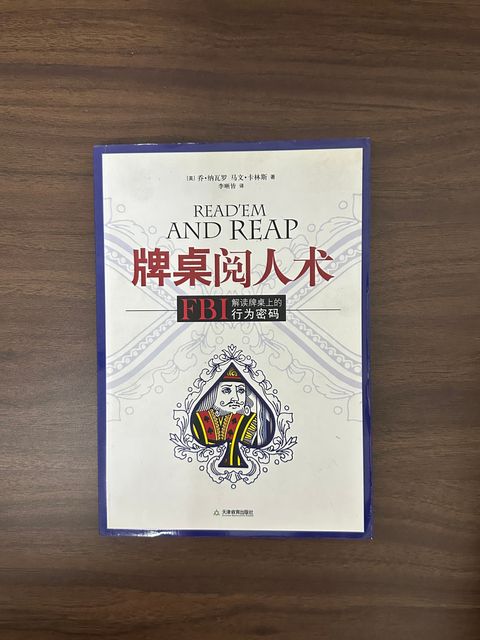 [美] 乔·纳瓦罗 马文·卡林斯 著
李晰皆 译
READ'EM
AND REAP
牌桌阅人术
FBI 解读牌桌上的
行为密码
天津教育出版社